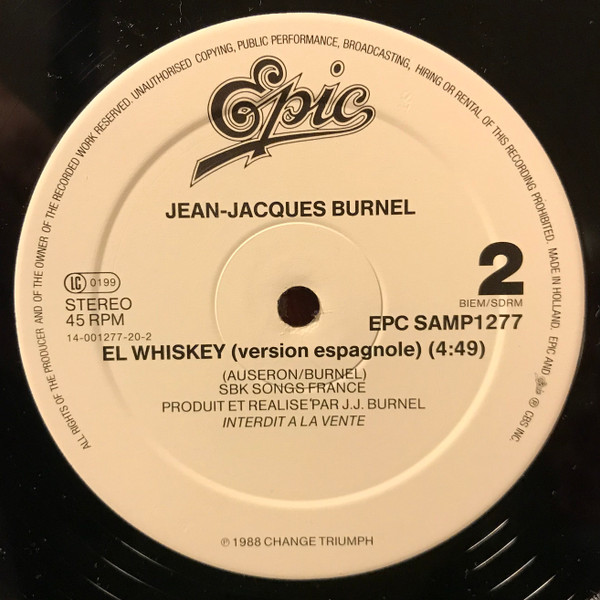 ALL RIGHTS OF THE PRODUCER AND OF THE OWNER OF THE RECORDED WORK RESERVED. UNAUTHORISED COPYING, PUBLIC PERFORMANCE, BROADCASTING, HIRING OR RENTAL OF THIS RECORDING PROHIBITED. MADE IN HOLLAND. EPIC AND ℗ CBS INC.
Epic
JEAN-JACQUES BURNEL
2
LC 0199
BIEM/SDRM
STEREO
45 RPM
EPC SAMP1277
14-001277-20-2
EL WHISKEY (version espagnole) (4:49)
(AUSERON/BURNEL)
SBK SONGS FRANCE
PRODUIT ET REALISE PAR J.J. BURNEL
INTERDIT A LA VENTE
℗ 1988 CHANGE TRIUMPH